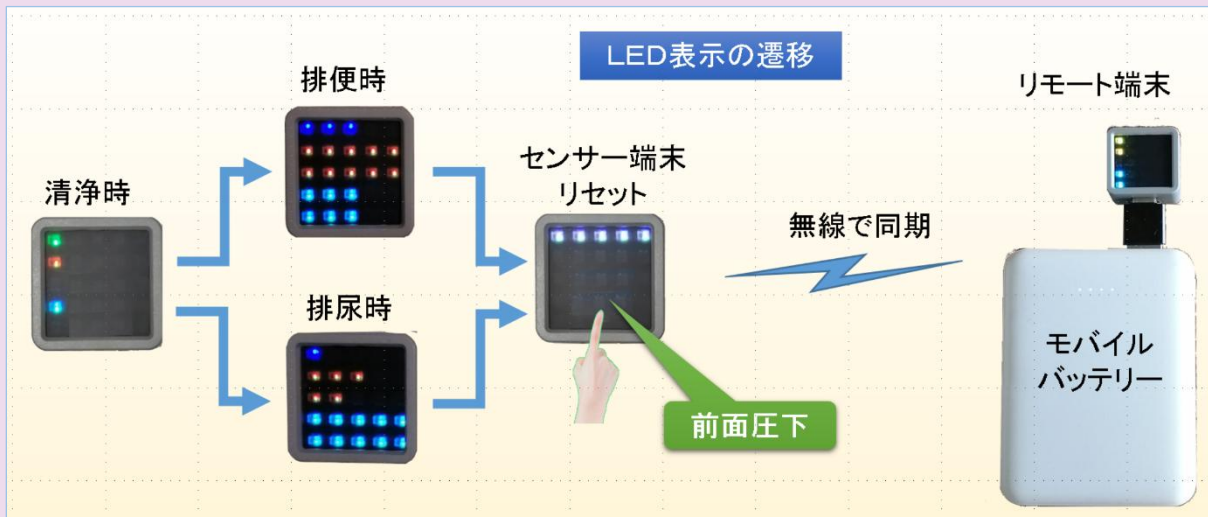 LED表示の遷移
排便時
リモート端末
センサー端末
リセット
清浄時
無線で同期
排尿時
モバイル
バッテリー
前面圧下